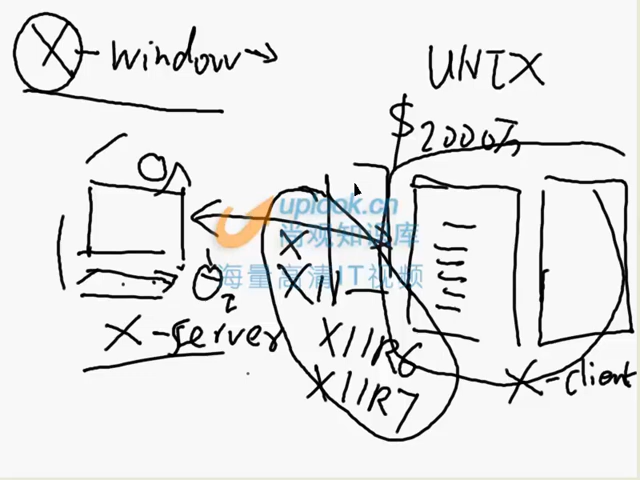 X - window →
UNIX
$2000万
uplook.cn
尚观知识库
海量高清IT视频
X
X11
X11R6
X11R7
X-server
X-client